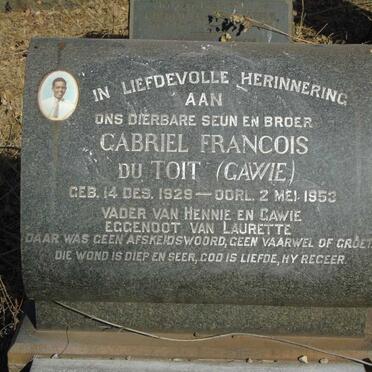 IN LIEFDEVOLLE HERINNERING
AAN
ONS DIERBARE SEUN EN BROER
GABRIEL FRANCOIS
DU TOIT (GAWIE)
GEB. 14 DES. 1929 — OORL. 2 MEI 1953
VADER VAN HENNIE EN GAWIE
EGGENOOT VAN LAURETTE
DAAR WAS GEEN AFSKEIDSWOORD, GEEN VAARWEL OF GROET
DIE WOND IS DIEP EN SEER, GOD IS LIEFDE, HY REGEER.